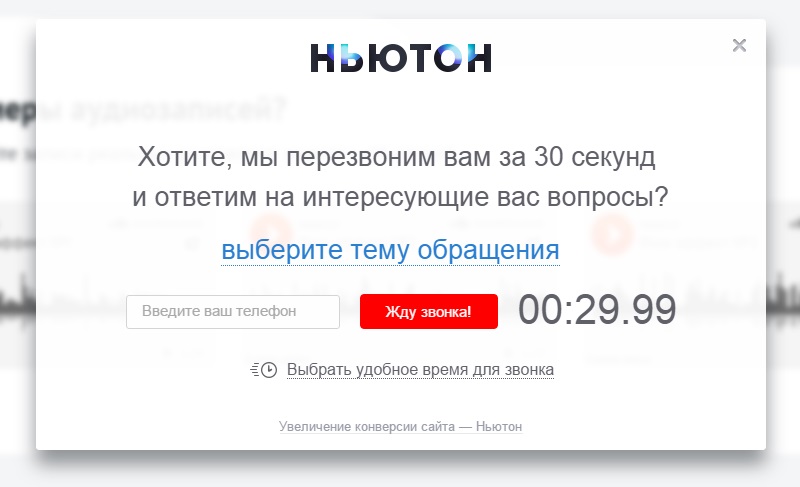 НЬЮТОН
аудиозаписей?
Хотите, мы перезвоним вам за 30 секунд
и ответим на интересующие вас вопросы?
выберите тему обращения
Введите ваш телефон
Жду звонка!
00:29.99
Выбрать удобное время для звонка
Увеличение конверсии сайта — Ньютон